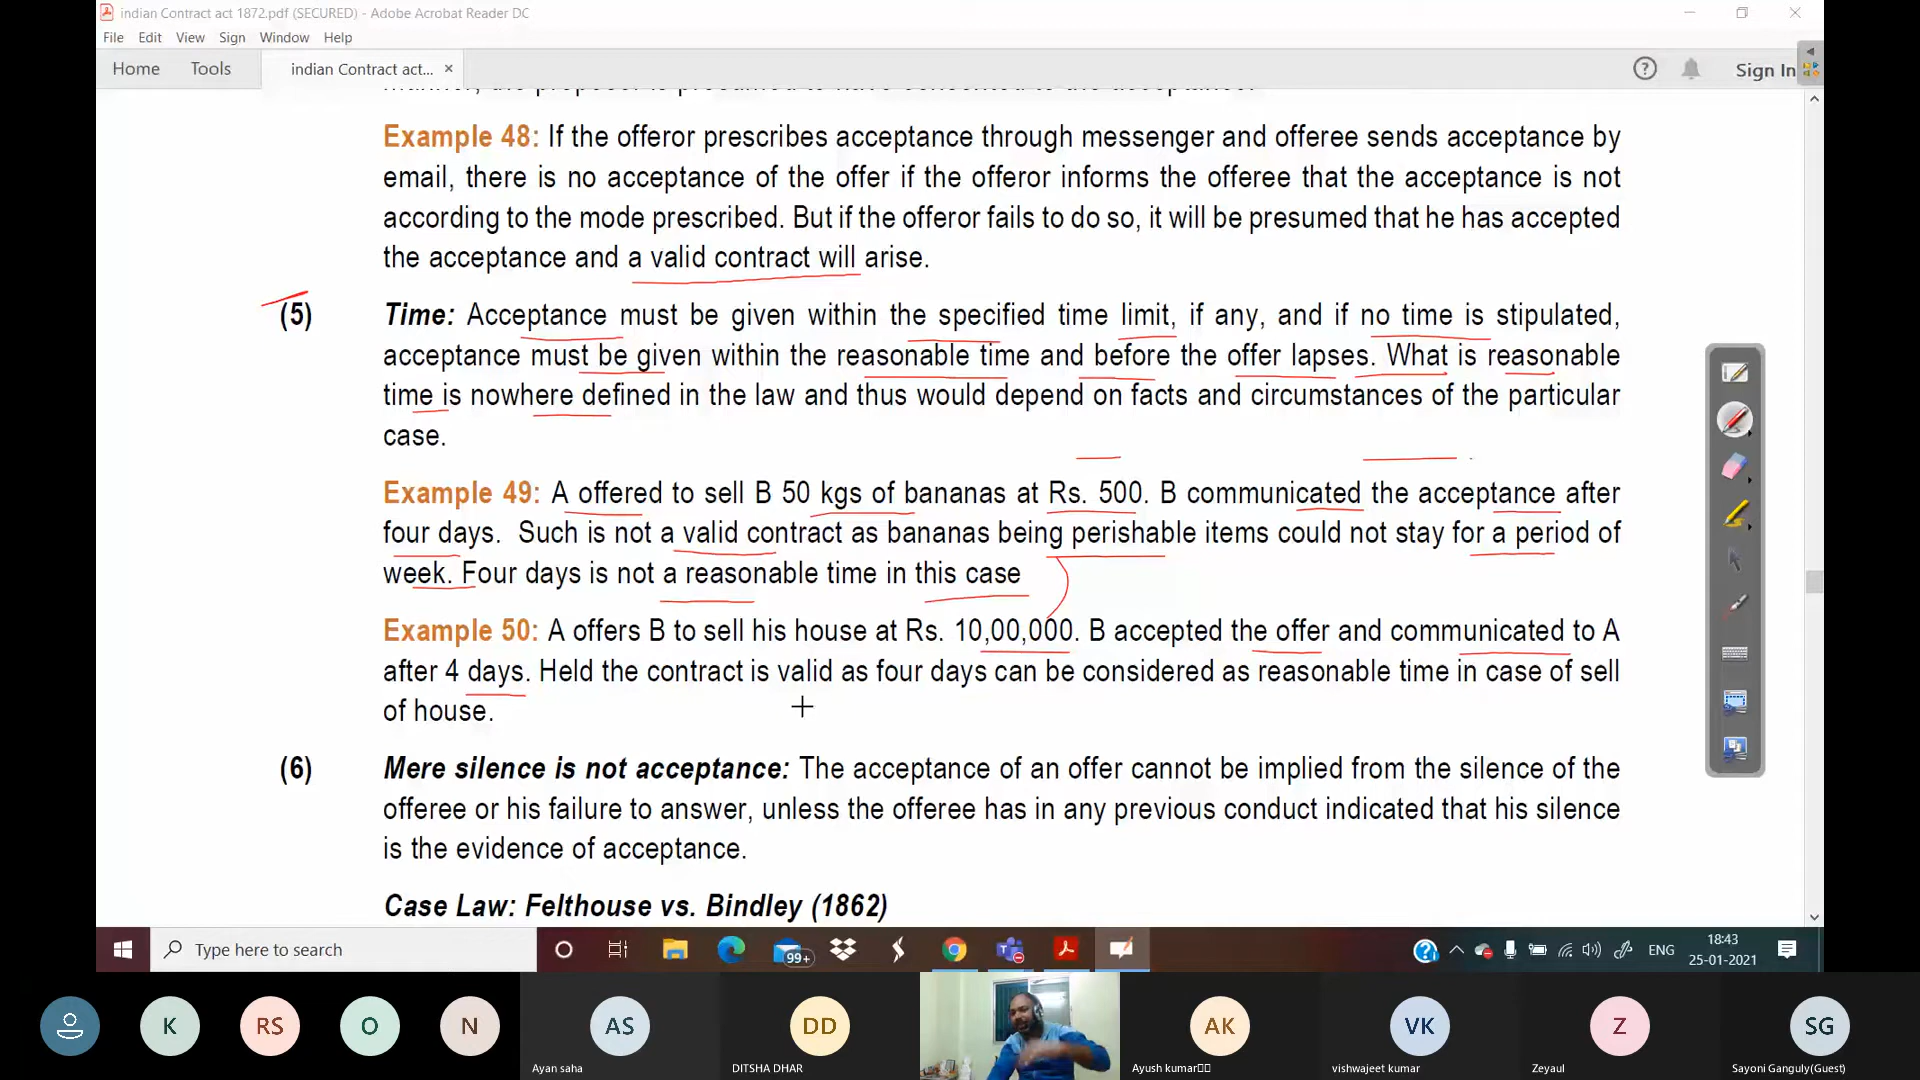 indian Contract act 1872.pdf (SECURED) - Adobe Acrobat Reader DC
File Edit View Sign Window Help
Home Tools indian Contract act... × Sign In
manner, the proposer is presumed to have consented to the acceptance.
Example 48: If the offeror prescribes acceptance through messenger and offeree sends acceptance by
email, there is no acceptance of the offer if the offeror informs the offeree that the acceptance is not
according to the mode prescribed. But if the offeror fails to do so, it will be presumed that he has accepted
the acceptance and a valid contract will arise.
(5) Time: Acceptance must be given within the specified time limit, if any, and if no time is stipulated,
acceptance must be given within the reasonable time and before the offer lapses. What is reasonable
time is nowhere defined in the law and thus would depend on facts and circumstances of the particular
case.
Example 49: A offered to sell B 50 kgs of bananas at Rs. 500. B communicated the acceptance after
four days. Such is not a valid contract as bananas being perishable items could not stay for a period of
week. Four days is not a reasonable time in this case
Example 50: A offers B to sell his house at Rs. 10,00,000. B accepted the offer and communicated to A
after 4 days. Held the contract is valid as four days can be considered as reasonable time in case of sell
of house.
(6) Mere silence is not acceptance: The acceptance of an offer cannot be implied from the silence of the
offeree or his failure to answer, unless the offeree has in any previous conduct indicated that his silence
is the evidence of acceptance.
Case Law: Felthouse vs. Bindley (1862)
Type here to search 99+ ENG 18:43
25-01-2021
K RS O N AS DD AK VK Z SG
Ayan saha DITSHA DHAR Ayush kumar vishwajeet kumar Zeyaul Sayoni Ganguly(Guest)